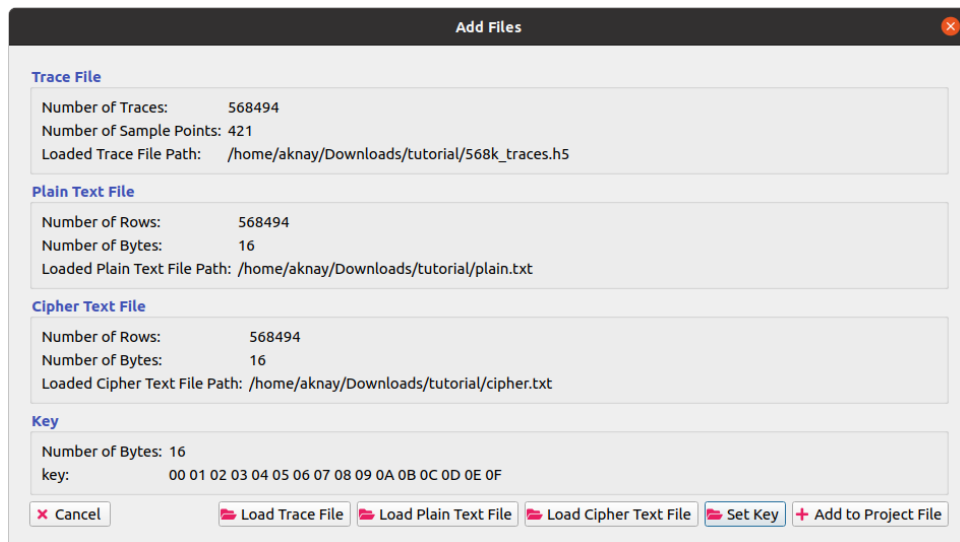 Add Files
Trace File
Number of Traces: 568494
Number of Sample Points: 421
Loaded Trace File Path: /home/aknay/Downloads/tutorial/568k_traces.h5
Plain Text File
Number of Rows: 568494
Number of Bytes: 16
Loaded Plain Text File Path: /home/aknay/Downloads/tutorial/plain.txt
Cipher Text File
Number of Rows: 568494
Number of Bytes: 16
Loaded Cipher Text File Path: /home/aknay/Downloads/tutorial/cipher.txt
Key
Number of Bytes: 16
key: 00 01 02 03 04 05 06 07 08 09 0A 0B 0C 0D 0E 0F
Cancel Load Trace File Load Plain Text File Load Cipher Text File Set Key Add to Project File